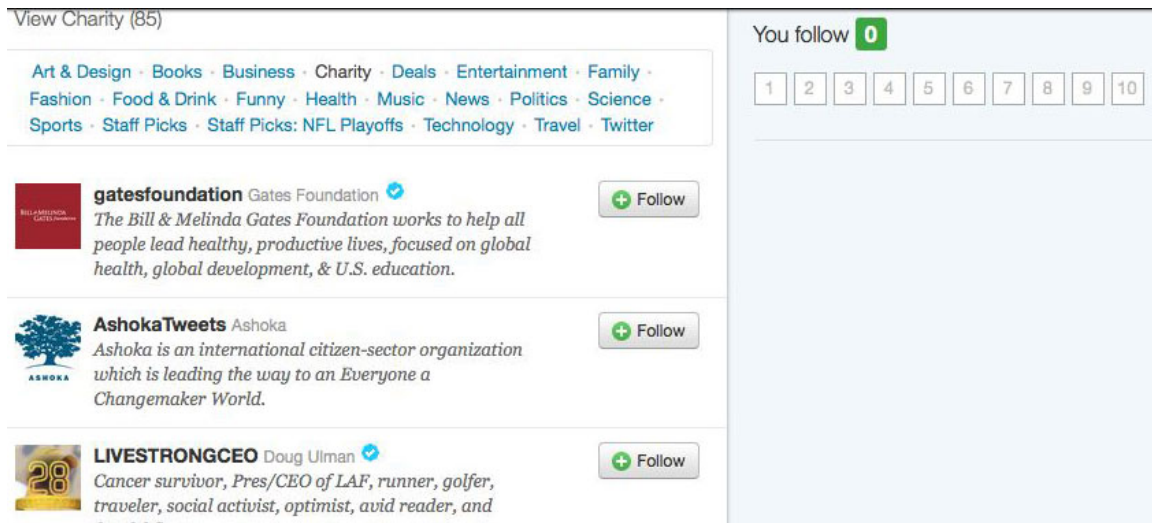 View Charity (85)
Art & Design · Books · Business · Charity · Deals · Entertainment · Family ·
Fashion · Food & Drink · Funny · Health · Music · News · Politics · Science ·
Sports · Staff Picks · Staff Picks: NFL Playoffs · Technology · Travel · Twitter
BILL&MELINDA
GATES foundation
gatesfoundation Gates Foundation
The Bill & Melinda Gates Foundation works to help all
people lead healthy, productive lives, focused on global
health, global development, & U.S. education.
Follow
ASHOKA
AshokaTweets Ashoka
Ashoka is an international citizen-sector organization
which is leading the way to an Everyone a
Changemaker World.
Follow
28
LIVESTRONGCEO Doug Ulman
Cancer survivor, Pres/CEO of LAF, runner, golfer,
traveler, social activist, optimist, avid reader, and
Follow
You follow 0
1 2 3 4 5 6 7 8 9 10